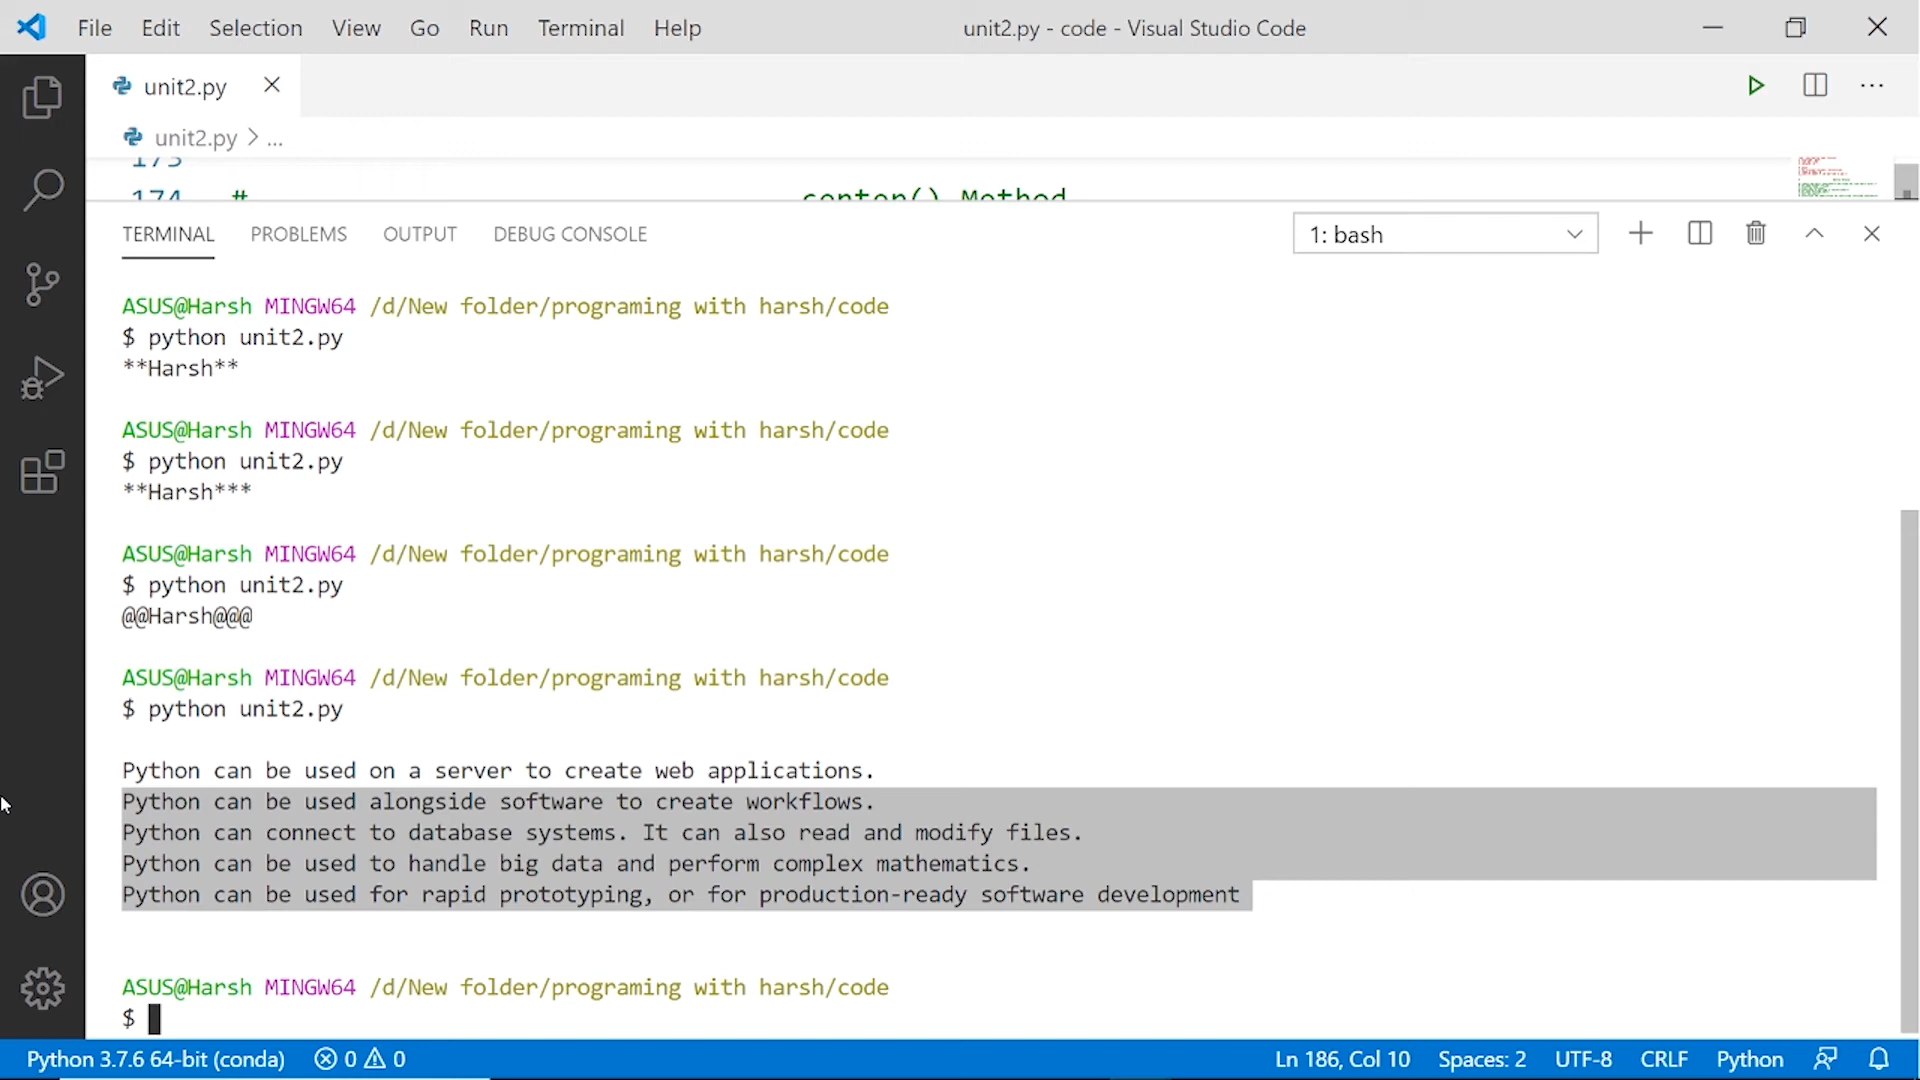 File Edit Selection View Go Run Terminal Help unit2.py - code - Visual Studio Code
unit2.py
unit2.py > ...
173
174 # center() Method
TERMINAL PROBLEMS OUTPUT DEBUG CONSOLE 1: bash
ASUS@Harsh MINGW64 /d/New folder/programing with harsh/code
$ python unit2.py
**Harsh**
ASUS@Harsh MINGW64 /d/New folder/programing with harsh/code
$ python unit2.py
**Harsh***
ASUS@Harsh MINGW64 /d/New folder/programing with harsh/code
$ python unit2.py
@@Harsh@@@
ASUS@Harsh MINGW64 /d/New folder/programing with harsh/code
$ python unit2.py
Python can be used on a server to create web applications.
Python can be used alongside software to create workflows.
Python can connect to database systems. It can also read and modify files.
Python can be used to handle big data and perform complex mathematics.
Python can be used for rapid prototyping, or for production-ready software development
ASUS@Harsh MINGW64 /d/New folder/programing with harsh/code
$
Python 3.7.6 64-bit (conda) 0 0 Ln 186, Col 10 Spaces: 2 UTF-8 CRLF Python